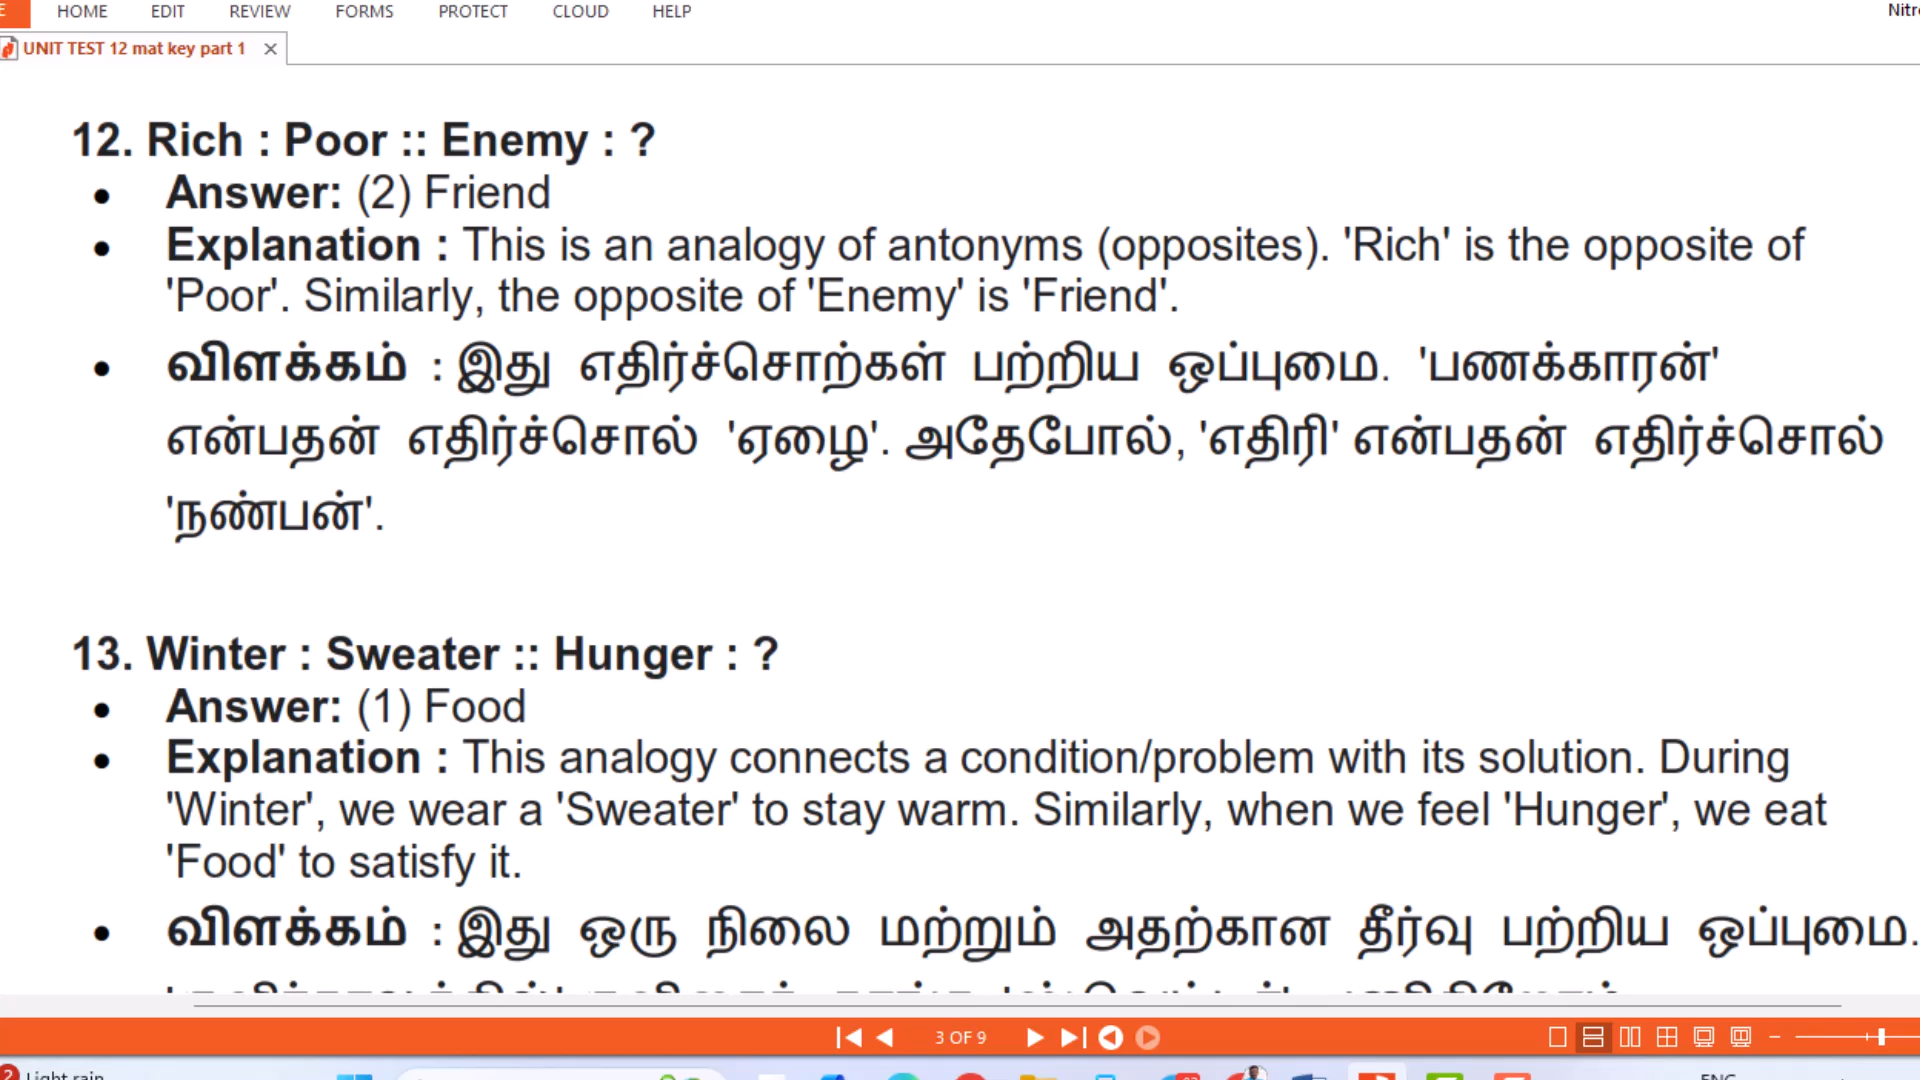 HOME EDIT REVIEW FORMS PROTECT CLOUD HELP
UNIT TEST 12 mat key part 1
12. Rich : Poor :: Enemy : ?
• Answer: (2) Friend
• Explanation : This is an analogy of antonyms (opposites). 'Rich' is the opposite of
'Poor'. Similarly, the opposite of 'Enemy' is 'Friend'.
• விளக்கம் : இது எதிர்ச்சொற்கள் பற்றிய ஒப்புமை. 'பணக்காரன்'
என்பதன் எதிர்ச்சொல் 'ஏழை'. அதேபோல், 'எதிரி' என்பதன் எதிர்ச்சொல்
'நண்பன்'.
13. Winter : Sweater :: Hunger : ?
• Answer: (1) Food
• Explanation : This analogy connects a condition/problem with its solution. During
'Winter', we wear a 'Sweater' to stay warm. Similarly, when we feel 'Hunger', we eat
'Food' to satisfy it.
• விளக்கம் : இது ஒரு நிலை மற்றும் அதற்கான தீர்வு பற்றிய ஒப்புமை.
3 OF 9
Light rain